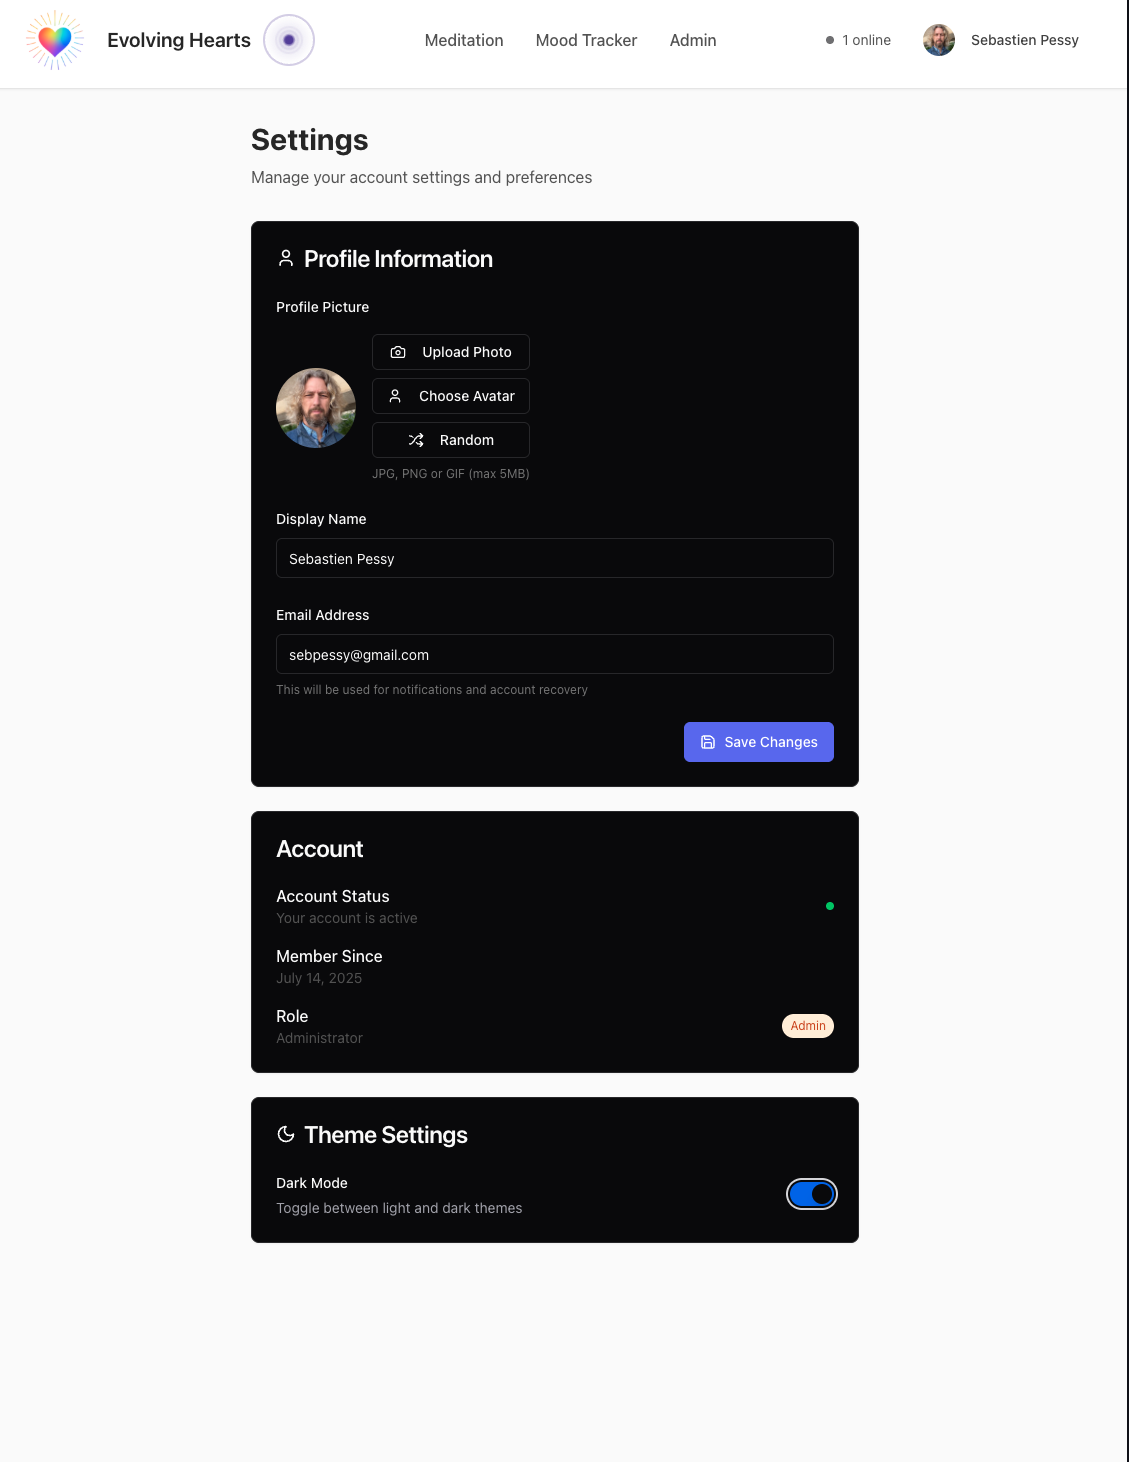 Evolving Hearts
Meditation
Mood Tracker
Admin
1 online
Sebastien Pessy
Settings
Manage your account settings and preferences
Profile Information
Profile Picture
Upload Photo
Choose Avatar
Random
JPG, PNG or GIF (max 5MB)
Display Name
Sebastien Pessy
Email Address
sebpessy@gmail.com
This will be used for notifications and account recovery
Save Changes
Account
Account Status
Your account is active
Member Since
July 14, 2025
Role
Administrator
Admin
Theme Settings
Dark Mode
Toggle between light and dark themes